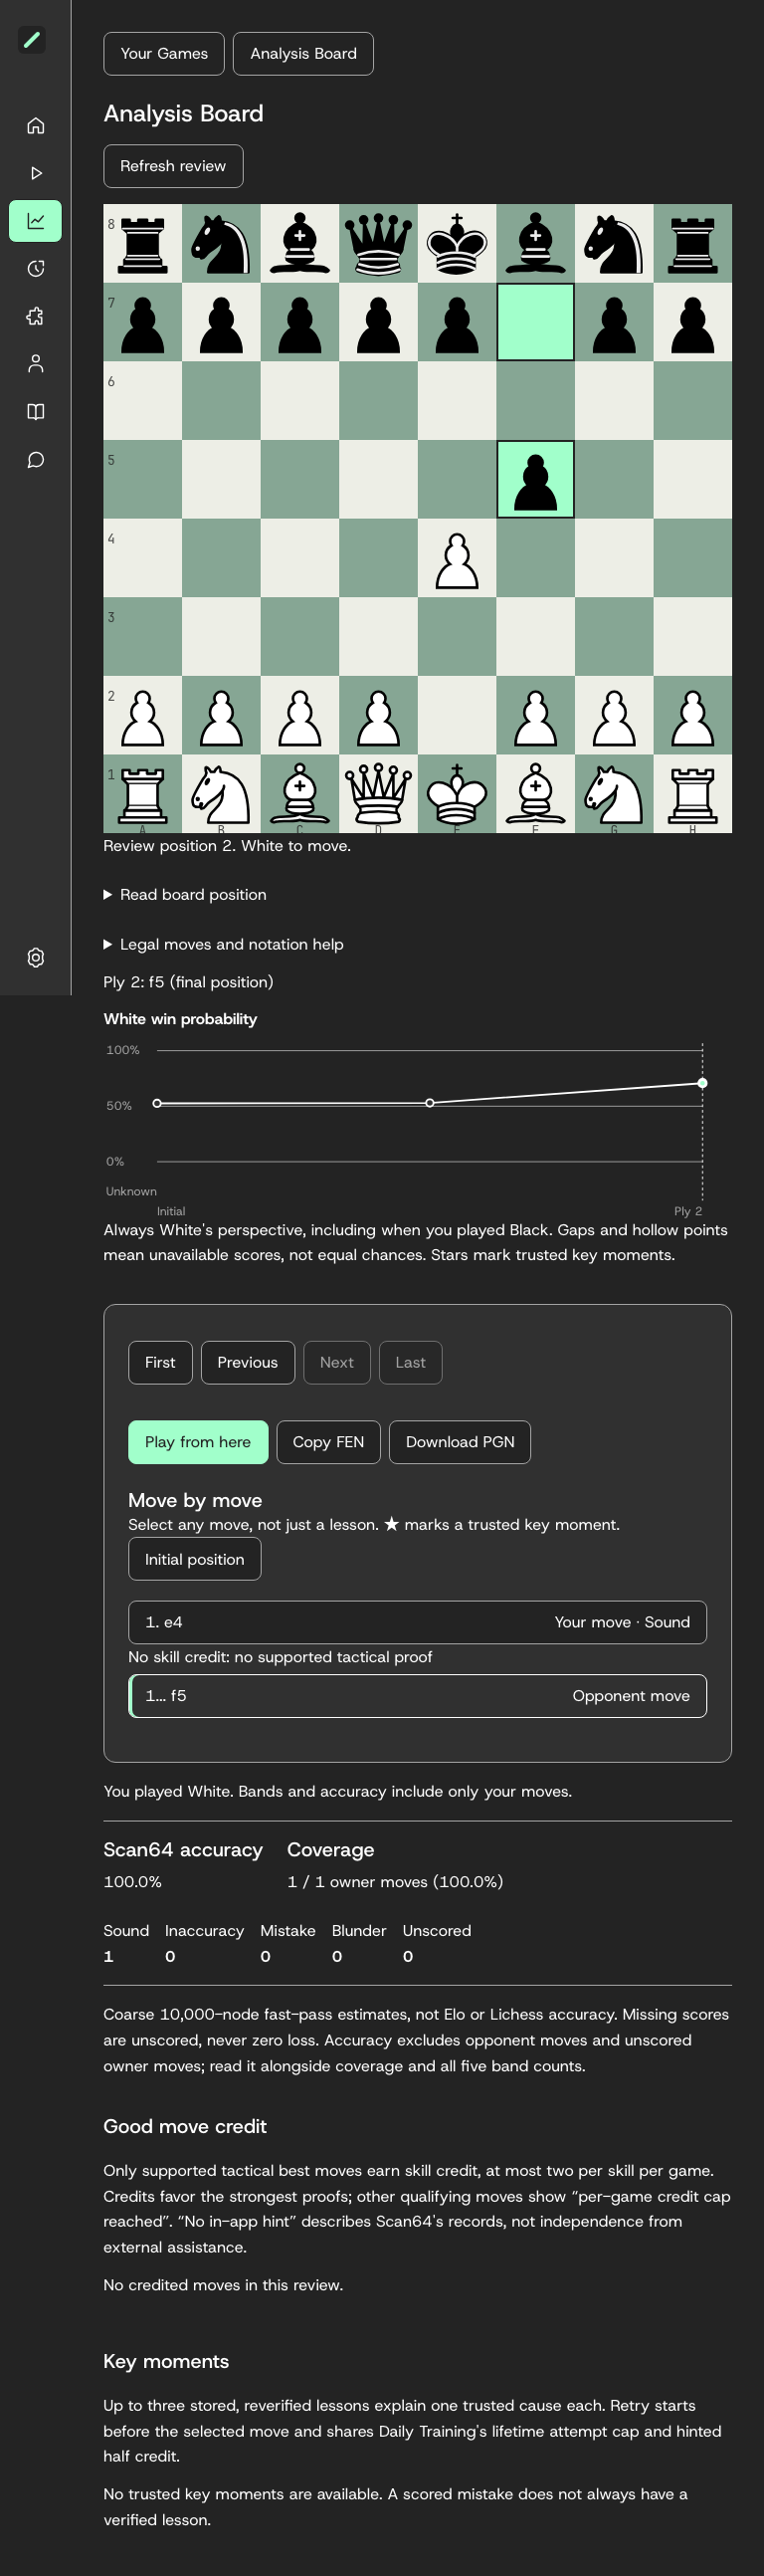 Your Games
Analysis Board
Analysis Board
Refresh review
8
7
6
5
4
3
2
1
A B C D E F G H
Review position 2. White to move.
Read board position
Legal moves and notation help
Ply 2: f5 (final position)
White win probability
100%
50%
0%
Unknown
Initial
Ply 2
Always White's perspective, including when you played Black. Gaps and hollow points
mean unavailable scores, not equal chances. Stars mark trusted key moments.
First
Previous
Next
Last
Play from here
Copy FEN
Download PGN
Move by move
Select any move, not just a lesson. ★ marks a trusted key moment.
Initial position
1. e4 Your move · Sound
No skill credit: no supported tactical proof
1... f5 Opponent move
You played White. Bands and accuracy include only your moves.
Scan64 accuracy
100.0%
Coverage
1 / 1 owner moves (100.0%)
Sound Inaccuracy Mistake Blunder Unscored
1 0 0 0 0
Coarse 10,000-node fast-pass estimates, not Elo or Lichess accuracy. Missing scores
are unscored, never zero loss. Accuracy excludes opponent moves and unscored
owner moves; read it alongside coverage and all five band counts.
Good move credit
Only supported tactical best moves earn skill credit, at most two per skill per game.
Credits favor the strongest proofs; other qualifying moves show “per-game credit cap
reached”. “No in-app hint” describes Scan64's records, not independence from
external assistance.
No credited moves in this review.
Key moments
Up to three stored, reverified lessons explain one trusted cause each. Retry starts
before the selected move and shares Daily Training's lifetime attempt cap and hinted
half credit.
No trusted key moments are available. A scored mistake does not always have a
verified lesson.